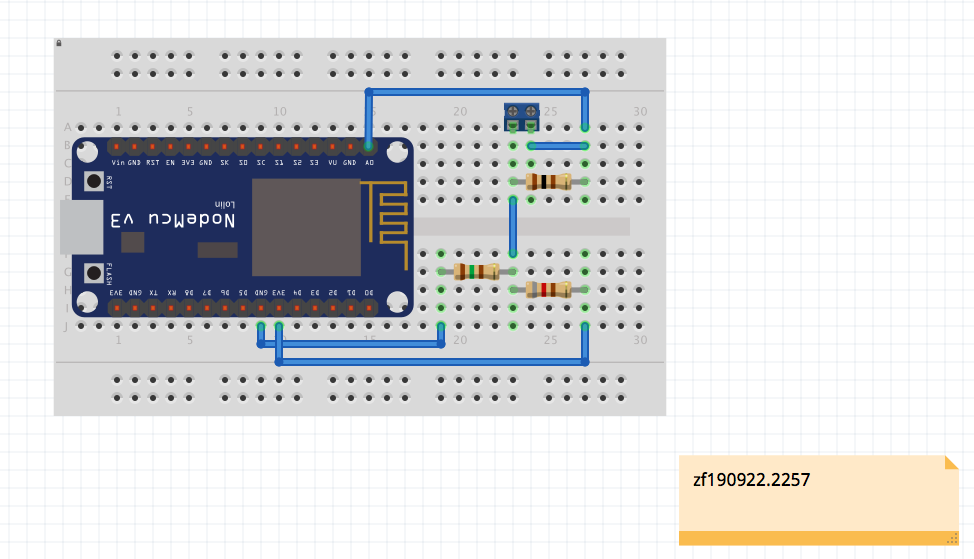 1 5 10 15 20 25 30
A
B
C
D
E
Vin GND RST EN 3V3 GND SK SO SC S1 S2 S3 VU GND AD
RST
Lolin
NodeMcu V3
FLASH
3V3 GND TX RX D8 D7 D6 D5 GND 3V3 D4 D3 D2 D1 D0
F
G
H
I
J
1 5 15 20 25 30
zf190922.2257